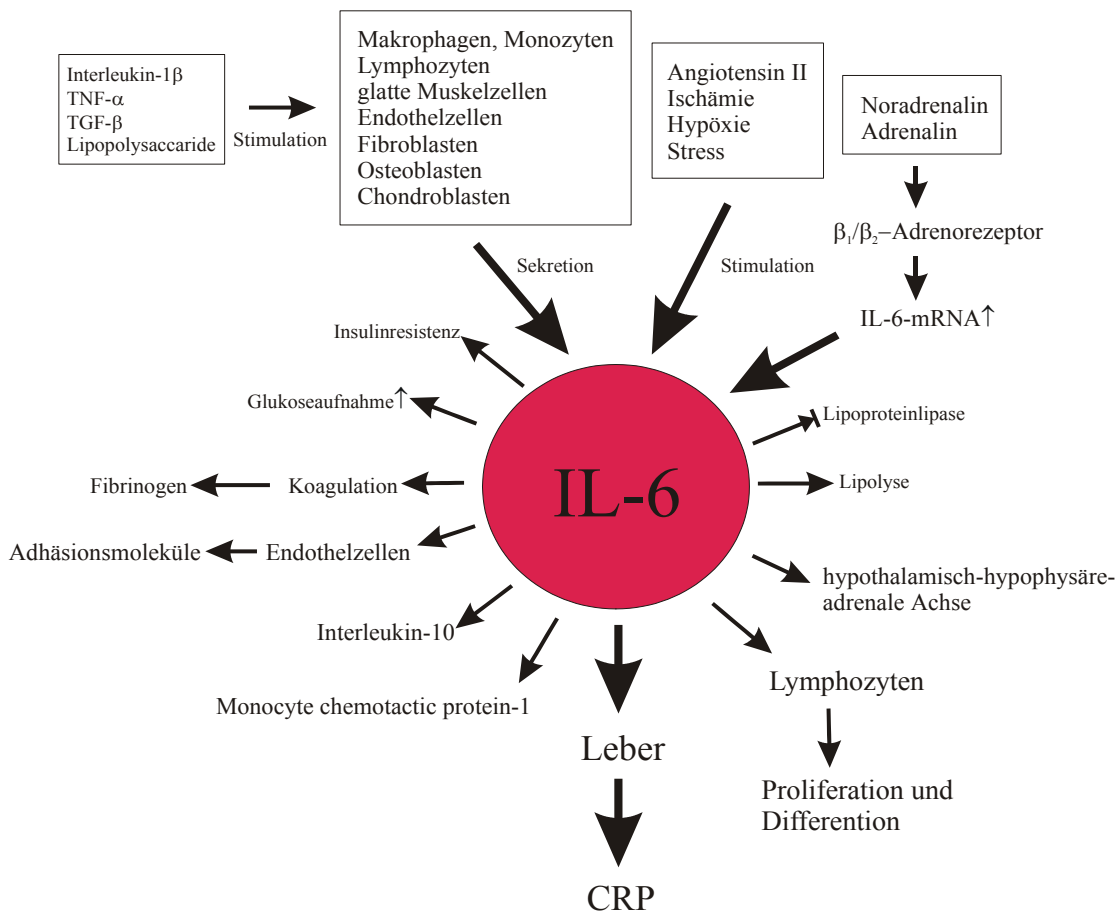 Interleukin-1β
TNF-α
TGF-β
Lipopolysaccaride
Stimulation
Makrophagen, Monozyten
Lymphozyten
glatte Muskelzellen
Endothelzellen
Fibroblasten
Osteoblasten
Chondroblasten
Angiotensin II
Ischämie
Hypöxie
Stress
Noradrenalin
Adrenalin
β₁/β₂–Adrenorezeptor
Sekretion
Stimulation
IL-6-mRNA↑
Insulinresistenz
Glukoseaufnahme↑
Lipoproteinlipase
Fibrinogen
Koagulation
IL-6
Lipolyse
Adhäsionsmoleküle
Endothelzellen
hypothalamisch-hypophysäre-
adrenale Achse
Interleukin-10
Monocyte chemotactic protein-1
Lymphozyten
Leber
Proliferation und
Differention
CRP